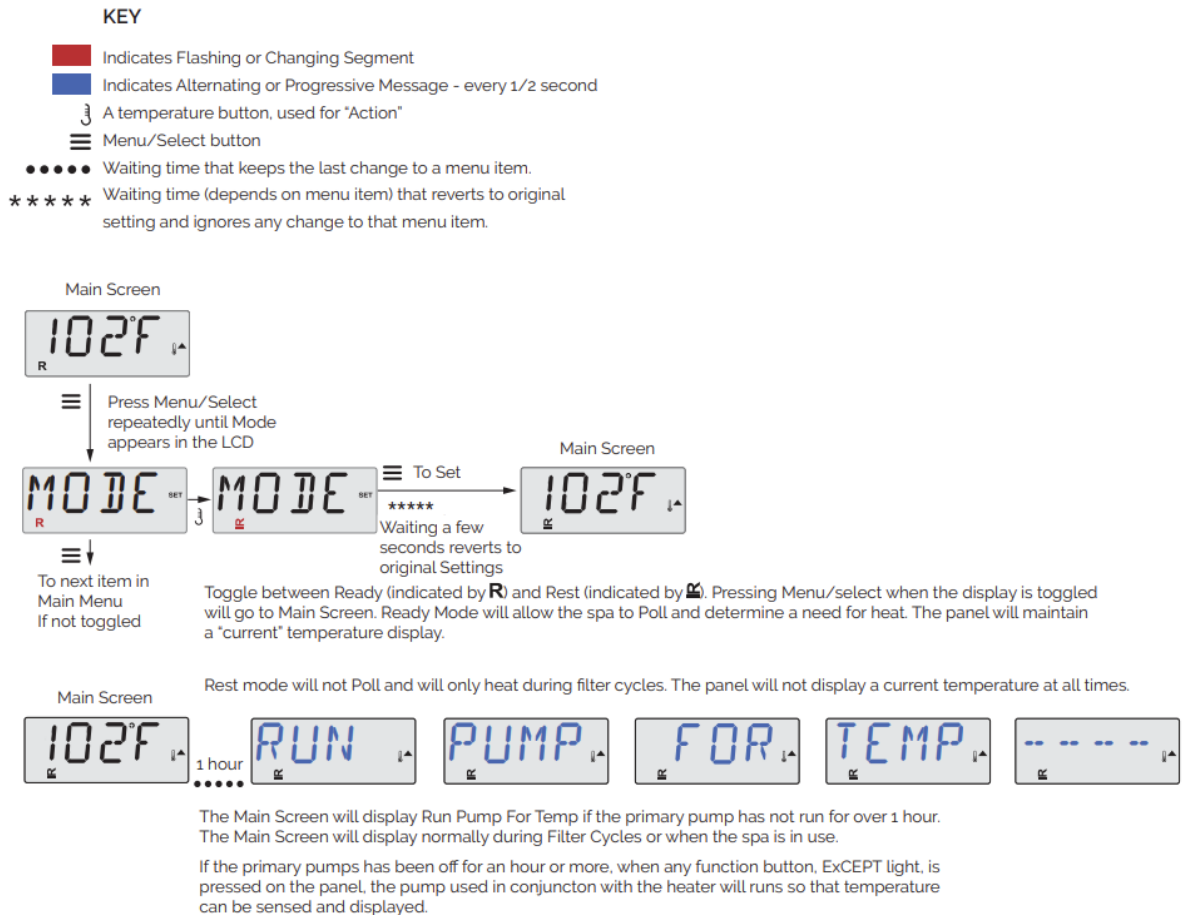 KEY
Indicates Flashing or Changing Segment
Indicates Alternating or Progressive Message - every 1/2 second
A temperature button, used for “Action”
Menu/Select button
Waiting time that keeps the last change to a menu item.
***** Waiting time (depends on menu item) that reverts to original
setting and ignores any change to that menu item.
Main Screen
102°F
R
Press Menu/Select
repeatedly until Mode
appears in the LCD
MODE SET
R
MODE SET
R
To Set
*****
Waiting a few
seconds reverts to
original Settings
Main Screen
102°F
R
To next item in
Main Menu
If not toggled
Toggle between Ready (indicated by R) and Rest (indicated by R). Pressing Menu/select when the display is toggled
will go to Main Screen. Ready Mode will allow the spa to Poll and determine a need for heat. The panel will maintain
a “current” temperature display.
Rest mode will not Poll and will only heat during filter cycles. The panel will not display a current temperature at all times.
Main Screen
102°F
R
1 hour
RUN
R
PUMP
R
FOR
R
TEMP
R
-- -- -- --
R
The Main Screen will display Run Pump For Temp if the primary pump has not run for over 1 hour.
The Main Screen will display normally during Filter Cycles or when the spa is in use.
If the primary pumps has been off for an hour or more, when any function button, ExCEPT light, is
pressed on the panel, the pump used in conjuncton with the heater will runs so that temperature
can be sensed and displayed.